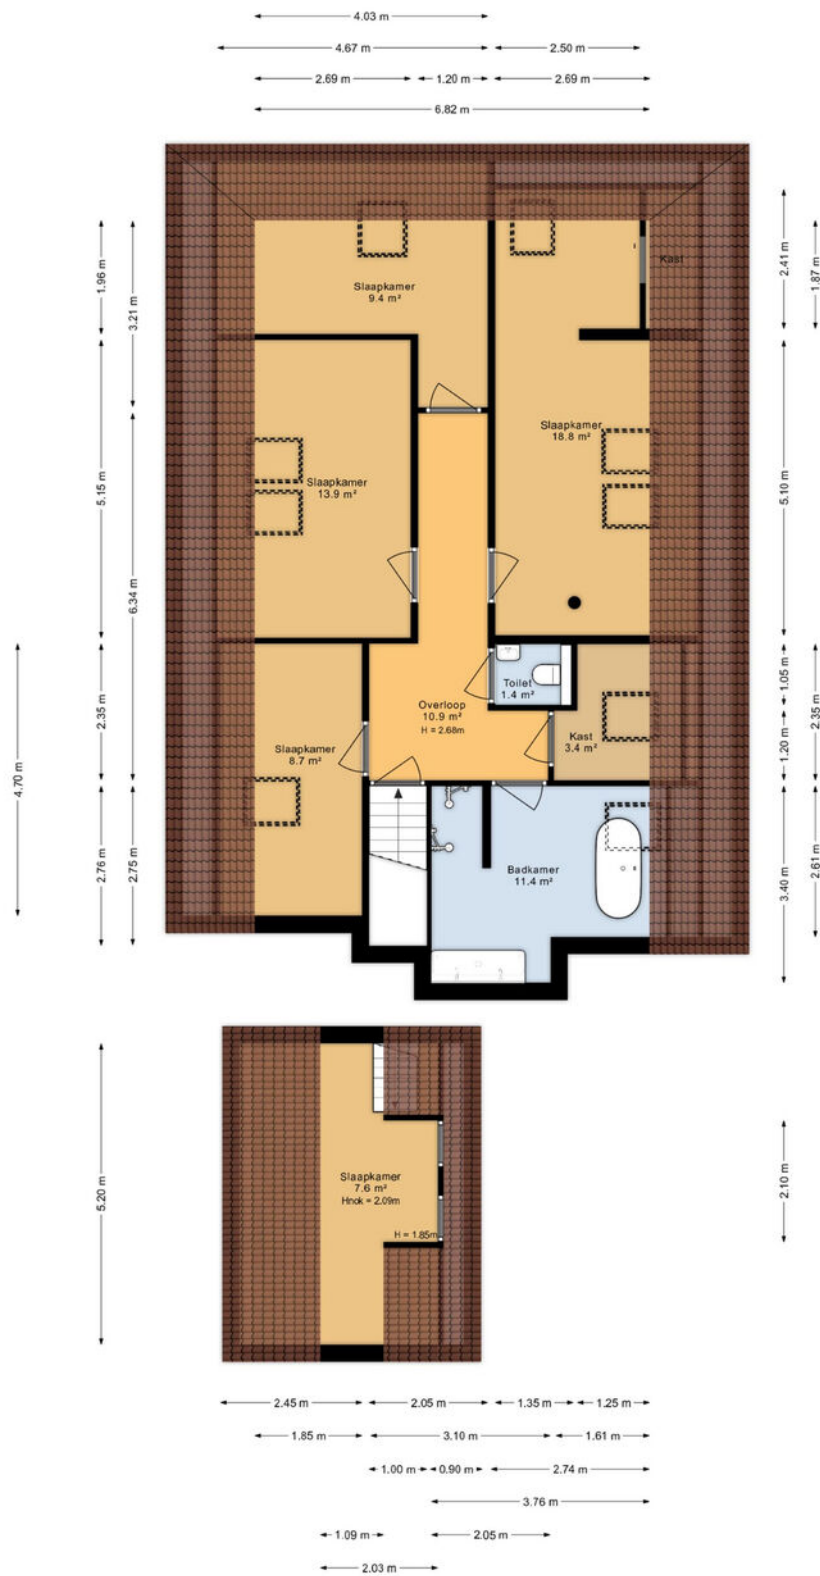 4.03 m
4.67 m
2.50 m
2.69 m
1.20 m
2.69 m
6.82 m
1.96 m
3.21 m
2.41 m
1.87 m
Kast
Slaapkamer
9.4 m²
Slaapkamer
18.8 m²
Slaapkamer
13.9 m²
5.15 m
6.34 m
5.10 m
Toilet
1.4 m²
Overloop
10.9 m²
H = 2.68m
Kast
3.4 m²
Slaapkamer
8.7 m²
4.70 m
2.35 m
1.05 m
1.20 m
2.35 m
2.76 m
2.75 m
Badkamer
11.4 m²
3.40 m
2.61 m
5.20 m
Slaapkamer
7.6 m²
Hnok = 2.09m
H = 1.85m
2.10 m
2.45 m
2.05 m
1.35 m
1.25 m
1.85 m
3.10 m
1.61 m
1.00 m
0.90 m
2.74 m
3.76 m
1.09 m
2.05 m
2.03 m